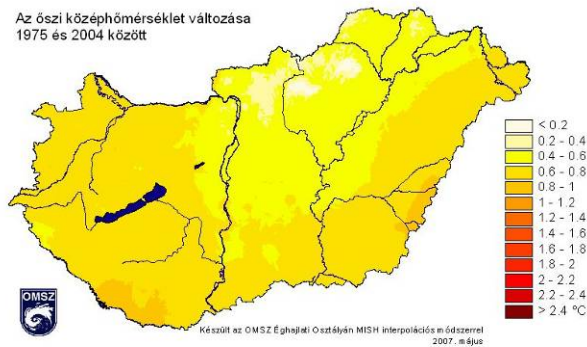 Az őszi középhőmérséklet változása
1975 és 2004 között
< 0.2
0.2 - 0.4
0.4 - 0.6
0.6 - 0.8
0.8 - 1
1 - 1.2
1.2 - 1.4
1.4 - 1.6
1.6 - 1.8
1.8 - 2
2 - 2.2
2.2 - 2.4
> 2.4 °C
OMSZ
Készült az OMSZ Éghajlati Osztályán MISH interpolációs módszerrel
2007. május